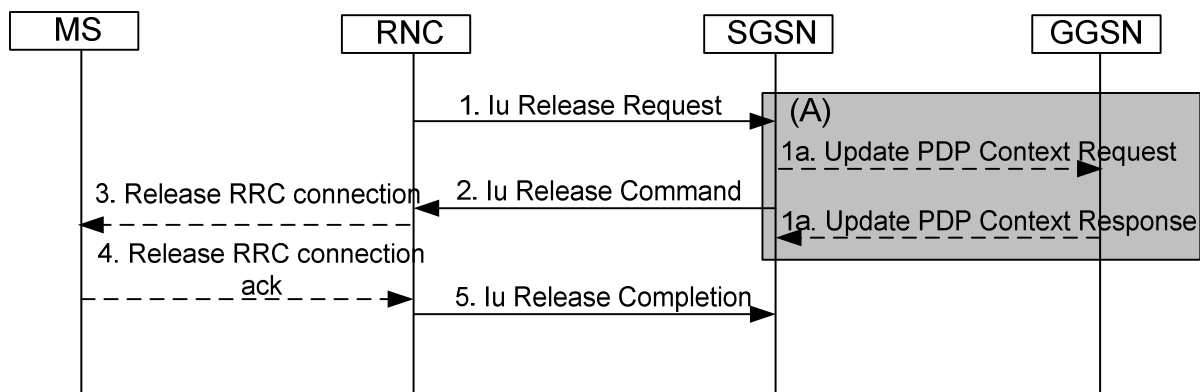 MS
RNC
SGSN
GGSN
1. Iu Release Request
(A)
1a. Update PDP Context Request
3. Release RRC connection
2. Iu Release Command
1a. Update PDP Context Response
4. Release RRC connection
ack
5. Iu Release Completion